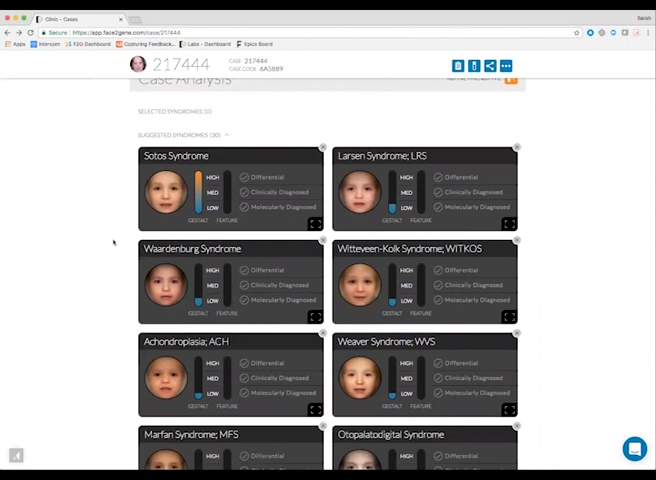 Clinic - Cases
Sarah
Secure https://app.face2gene.com/case/217444
Apps Intercom F2G Dashboard Capturing Feedback... Labs - Dashboard Epics Board
217444
CASE 217444
CASE CODE 6A5889
Case Analysis
SELECTED SYNDROMES (0)
SUGGESTED SYNDROMES (30)
Sotos Syndrome
HIGH
MED
LOW
GESTALT FEATURE
Differential
Clinically Diagnosed
Molecularly Diagnosed
Larsen Syndrome; LRS
HIGH
MED
LOW
GESTALT FEATURE
Differential
Clinically Diagnosed
Molecularly Diagnosed
Waardenburg Syndrome
HIGH
MED
LOW
GESTALT FEATURE
Differential
Clinically Diagnosed
Molecularly Diagnosed
Witteveen-Kolk Syndrome; WITKOS
HIGH
MED
LOW
GESTALT FEATURE
Differential
Clinically Diagnosed
Molecularly Diagnosed
Achondroplasia; ACH
HIGH
MED
LOW
GESTALT FEATURE
Differential
Clinically Diagnosed
Molecularly Diagnosed
Weaver Syndrome; WVS
HIGH
MED
LOW
GESTALT FEATURE
Differential
Clinically Diagnosed
Molecularly Diagnosed
Marfan Syndrome; MFS
HIGH
Differential
Otopalatodigital Syndrome
HIGH
Differential